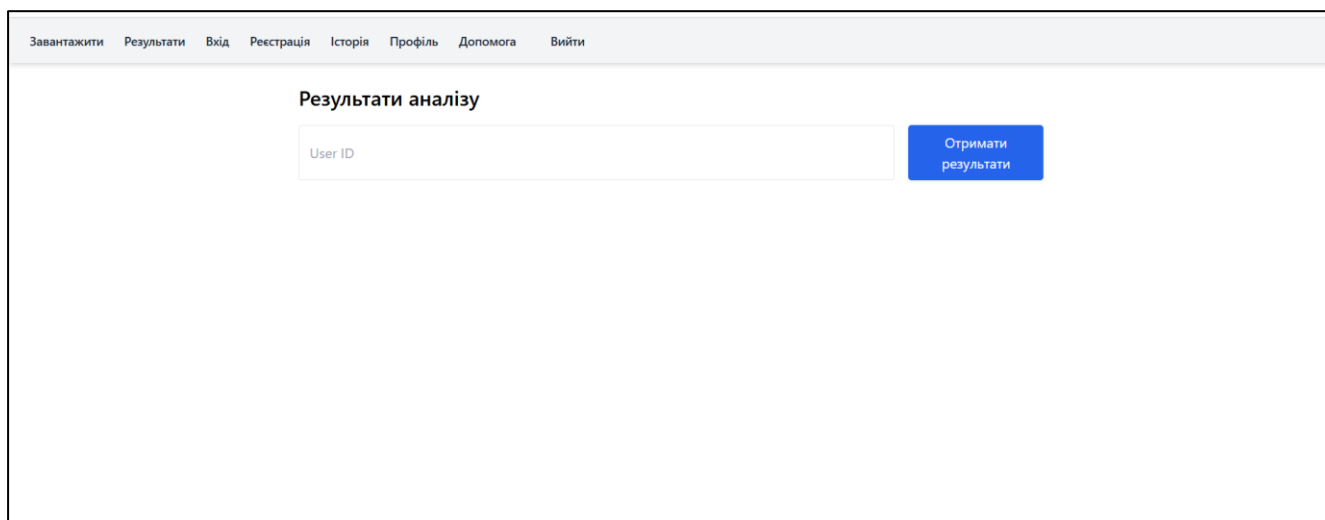 Завантажити Результати Вхід Реєстрація Історія Профіль Допомога Вийти
Результати аналізу
User ID
Отримати
результати